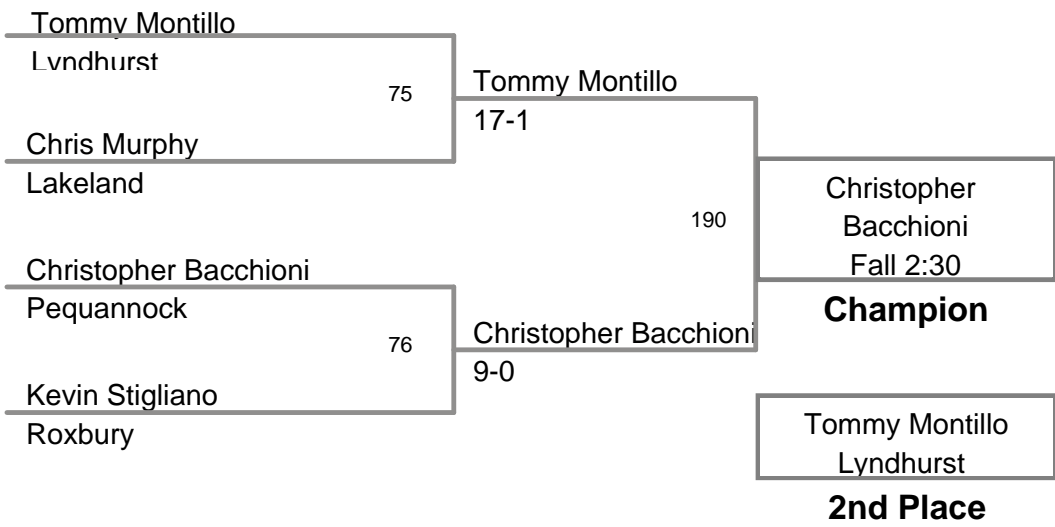 Tommy Montillo
Lyndhurst
75
Chris Murphy
Lakeland
Tommy Montillo
17-1
Christopher Bacchioni
Pequannock
76
Kevin Stigliano
Roxbury
Christopher Bacchioni
9-0
190
Christopher
Bacchioni
Fall 2:30
Champion
Tommy Montillo
Lyndhurst
2nd Place